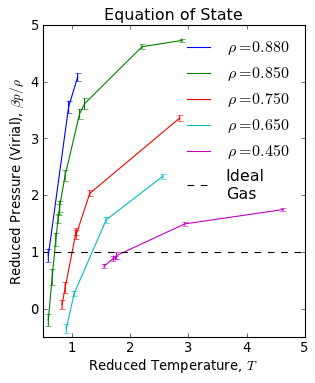 Equation of State
Reduced Pressure (Virial), βp/ρ
5
4
3
2
1
0
ρ = 0.880
ρ = 0.850
ρ = 0.750
ρ = 0.650
ρ = 0.450
Ideal
Gas
1 2 3 4 5
Reduced Temperature, T